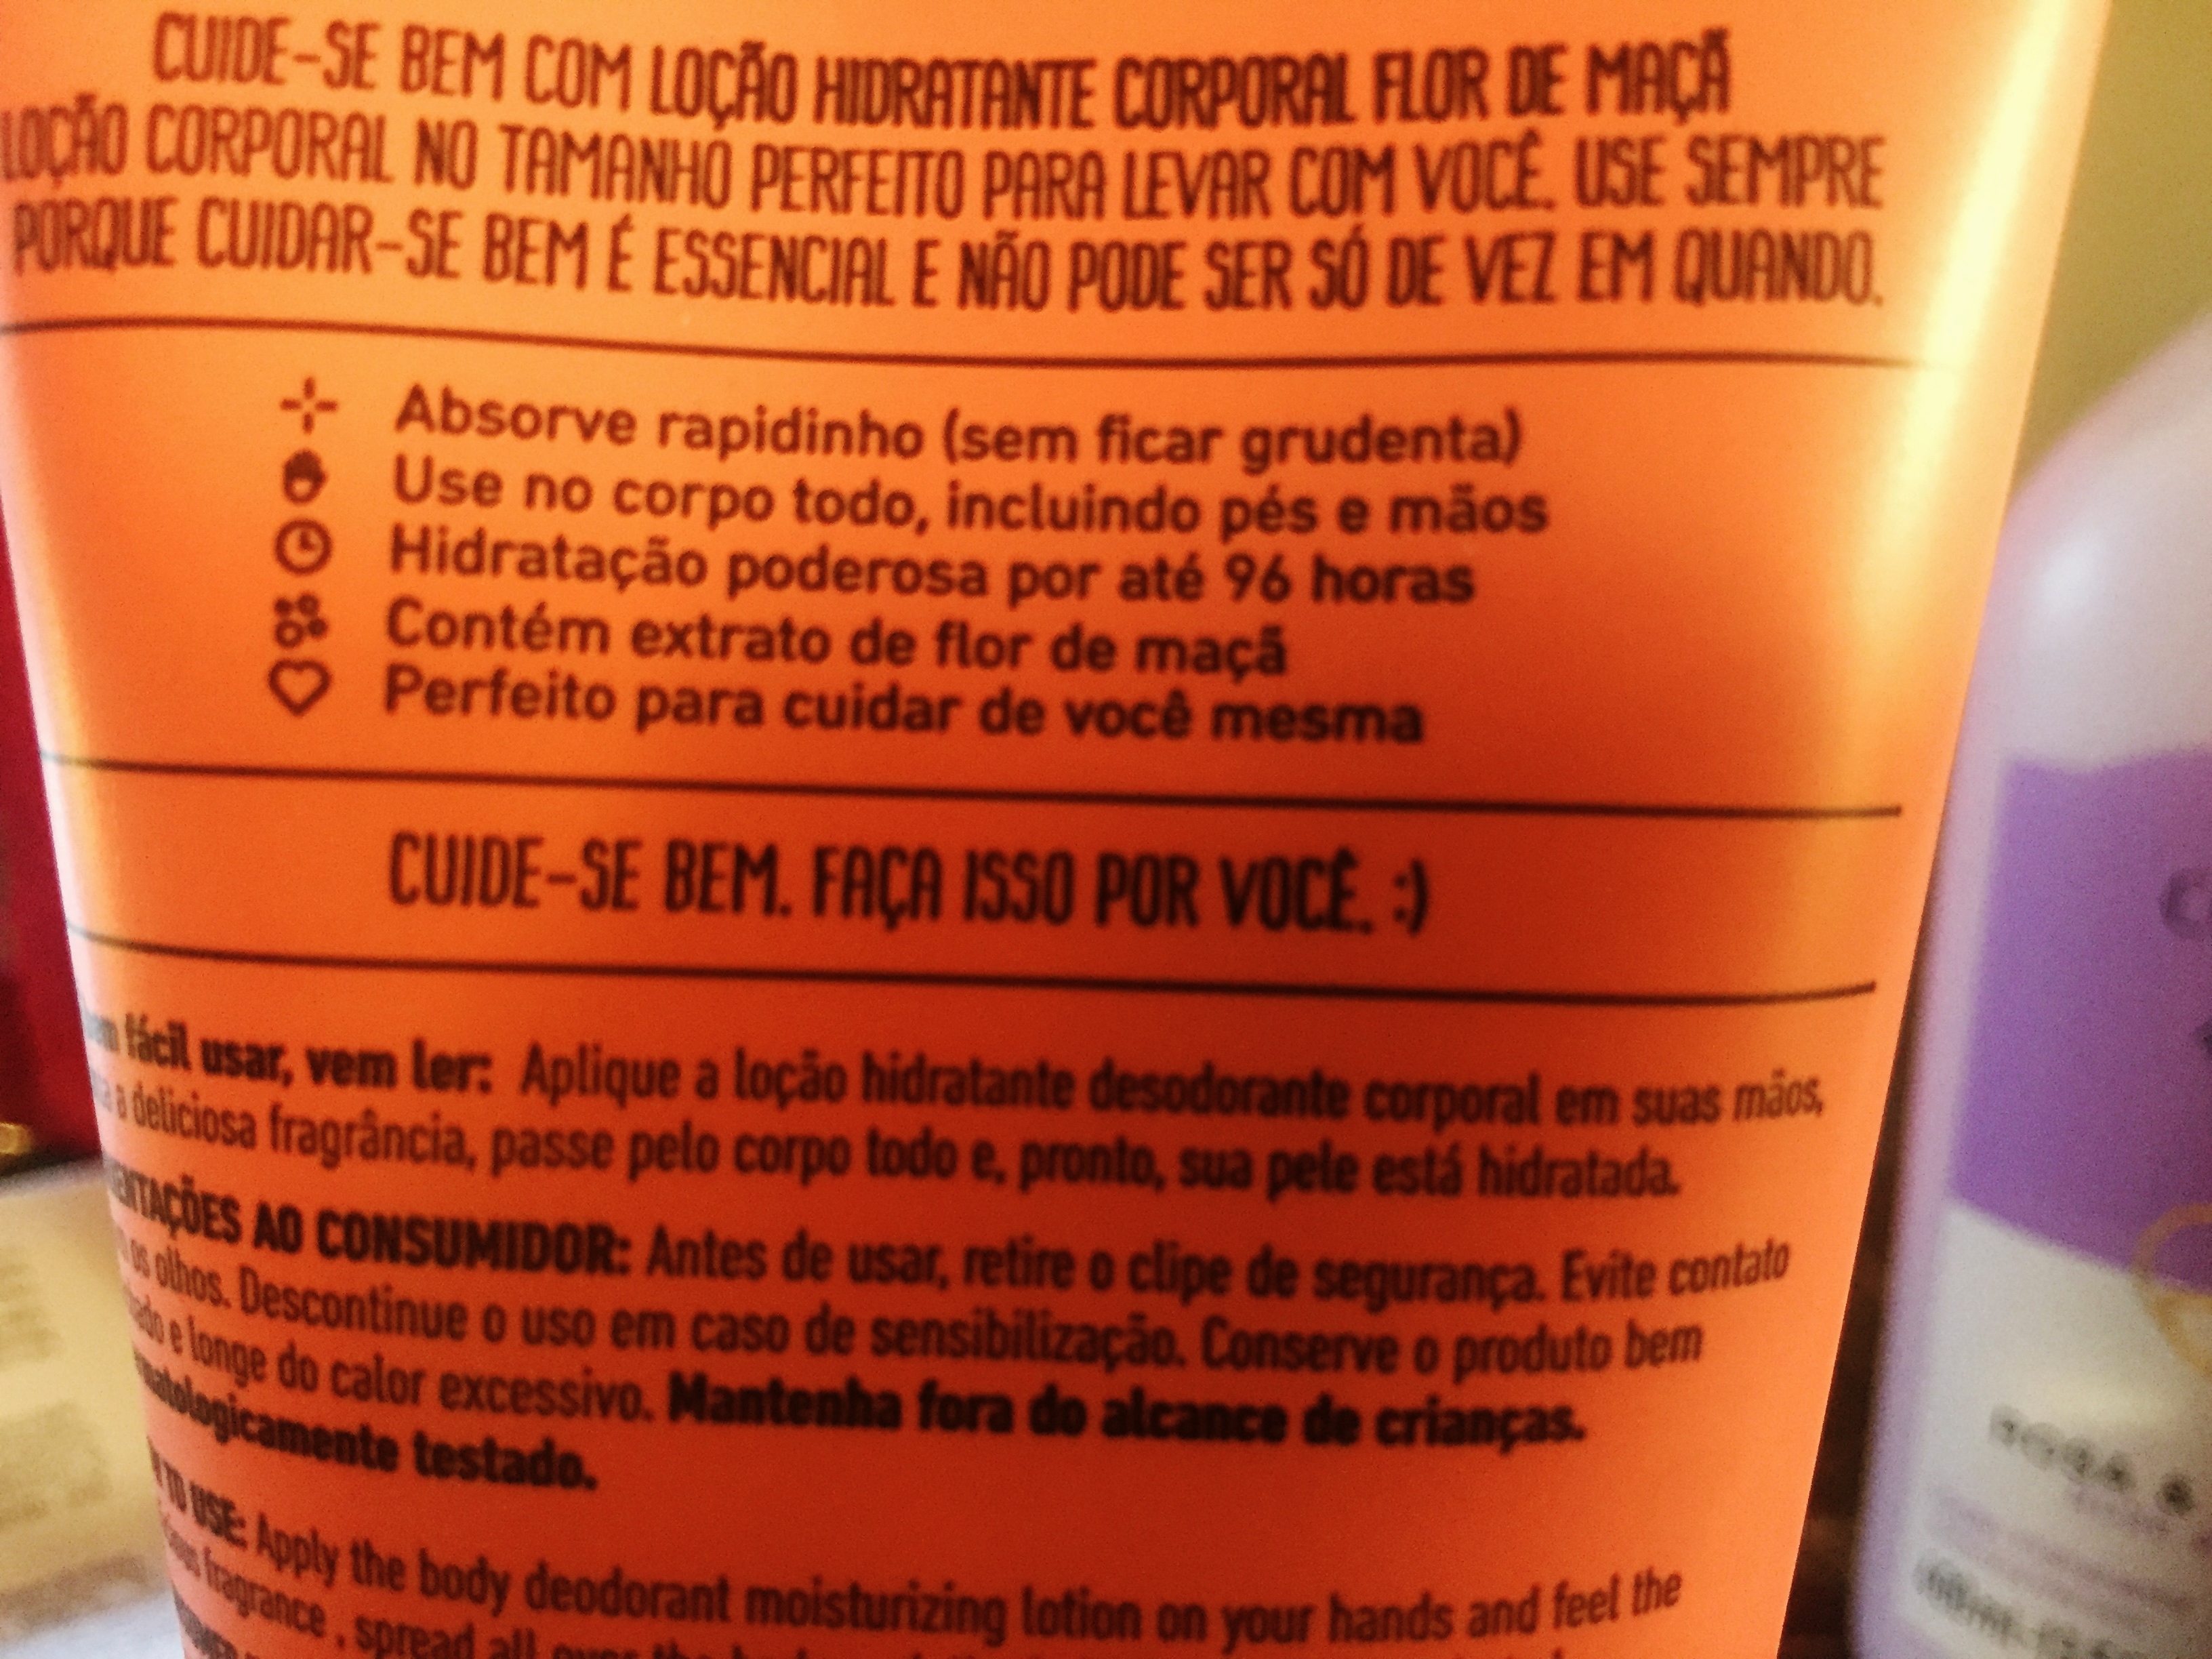 CUIDE-SE BEM COM LOÇÃO HIDRATANTE CORPORAL FLOR DE MAÇÃ
LOÇÃO CORPORAL NO TAMANHO PERFEITO PARA LEVAR COM VOCÊ. USE SEMPRE
PORQUE CUIDAR-SE BEM É ESSENCIAL E NÃO PODE SER SÓ DE VEZ EM QUANDO.
Absorve rapidinho (sem ficar grudenta)
Use no corpo todo, incluindo pés e mãos
Hidratação poderosa por até 96 horas
Contém extrato de flor de maçã
Perfeito para cuidar de você mesma
CUIDE-SE BEM. FAÇA ISSO POR VOCÊ. :)
fácil usar, vem ler: Aplique a loção hidratante desodorante corporal em suas mãos,
a deliciosa fragrância, passe pelo corpo todo e, pronto, sua pele está hidratada.
AO CONSUMIDOR: Antes de usar, retire o clipe de segurança. Evite contato
os olhos. Descontinue o uso em caso de sensibilização. Conserve o produto bem
e longe do calor excessivo. Mantenha fora do alcance de crianças.
testado.
TO USE: Apply the body deodorant moisturizing lotion on your hands and feel the
fragrance , spread all over the